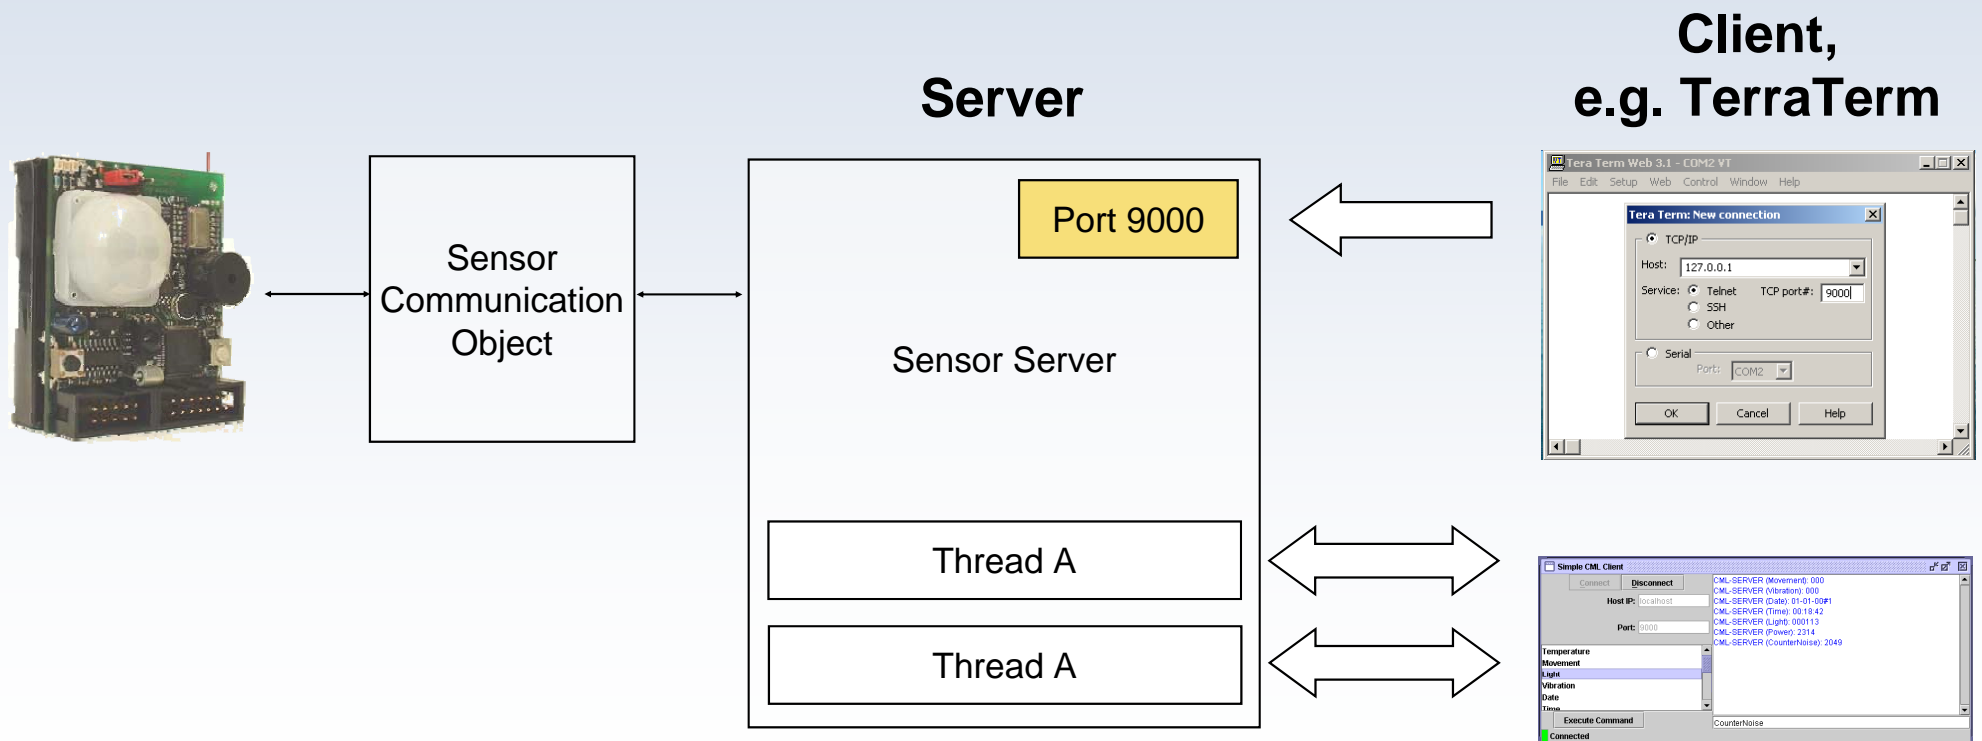 Client,
e.g. TerraTerm
Server
Sensor
Communication
Object
Port 9000
Sensor Server
Thread A
Thread A
Tera Term Web 3.1 - COM2 VT
File Edit Setup Web Control Window Help
Tera Term: New connection
TCP/IP
Host: 127.0.0.1
Service: Telnet TCP port#: 9000
SSH
Other
Serial
Port: COM2
OK Cancel Help
Simple CML Client
Connect Disconnect
Host IP: localhost
Port: 9000
Temperature
Movement
Light
Vibration
Date
Time
Execute Command
Connected
CML-SERVER (Movement): 000
CML-SERVER (Vibration): 000
CML-SERVER (Date): 01-01-00#1
CML-SERVER (Time): 00:18:42
CML-SERVER (Light): 000113
CML-SERVER (Power): 2314
CML-SERVER (CounterNoise): 2049
CounterNoise